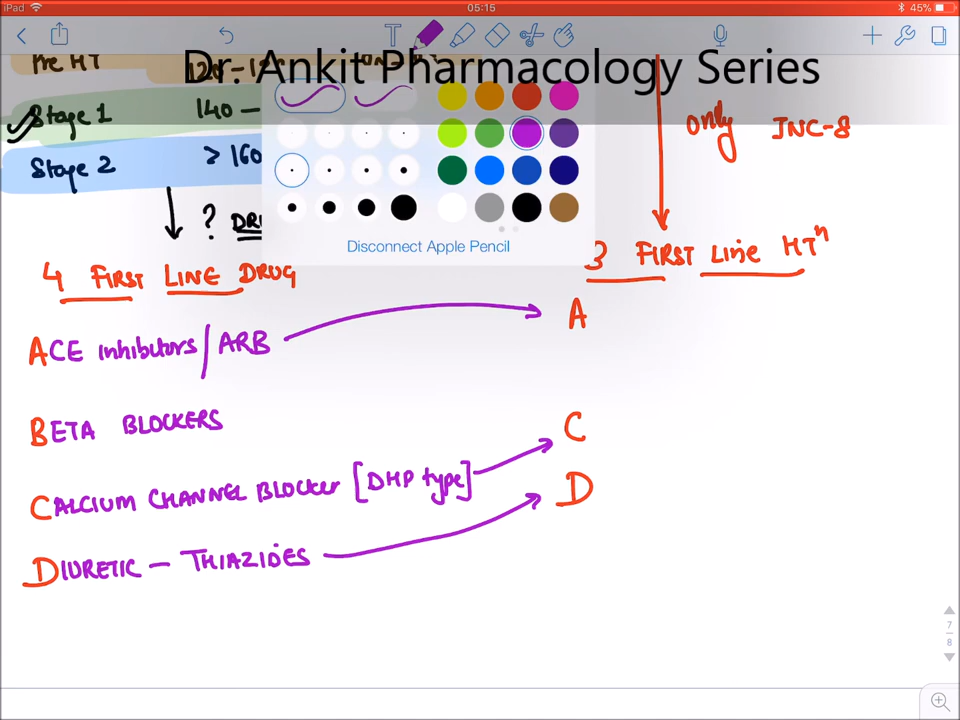 iPad 05:15 45%
T
Dr. Ankit Pharmacology Series
Pre HT 120-
Stage 1 140 —
only JNC-8
Stage 2 > 160
?
3 FIRST Line HTⁿ
Disconnect Apple Pencil
4 FIRST LINE DRUG
ACE inhibitors / ARB
A
BETA BLOCKERS
C
CALCIUM CHANNEL BLOCKer [DHP type]
D
DIURETIC — THIAZIDES
7
8